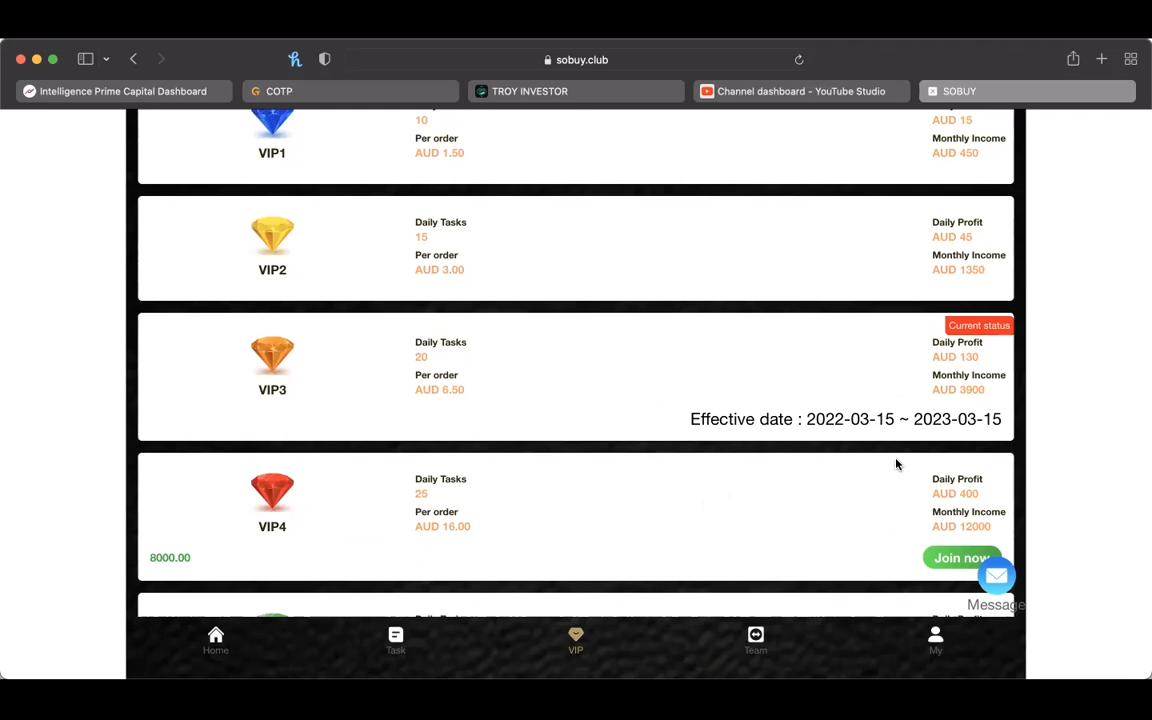 sobuy.club
Intelligence Prime Capital Dashboard
COTP
TROY INVESTOR
Channel dashboard - YouTube Studio
SOBUY
10
AUD 15
Per order
Monthly Income
VIP1
AUD 1.50
AUD 450
Daily Tasks
Daily Profit
15
AUD 45
Per order
Monthly Income
VIP2
AUD 3.00
AUD 1350
Current status
Daily Tasks
Daily Profit
20
AUD 130
Per order
Monthly Income
VIP3
AUD 6.50
AUD 3900
Effective date : 2022-03-15 ~ 2023-03-15
Daily Tasks
Daily Profit
25
AUD 400
Per order
Monthly Income
VIP4
AUD 16.00
AUD 12000
8000.00
Join now
Message
Home
Task
VIP
Team
My